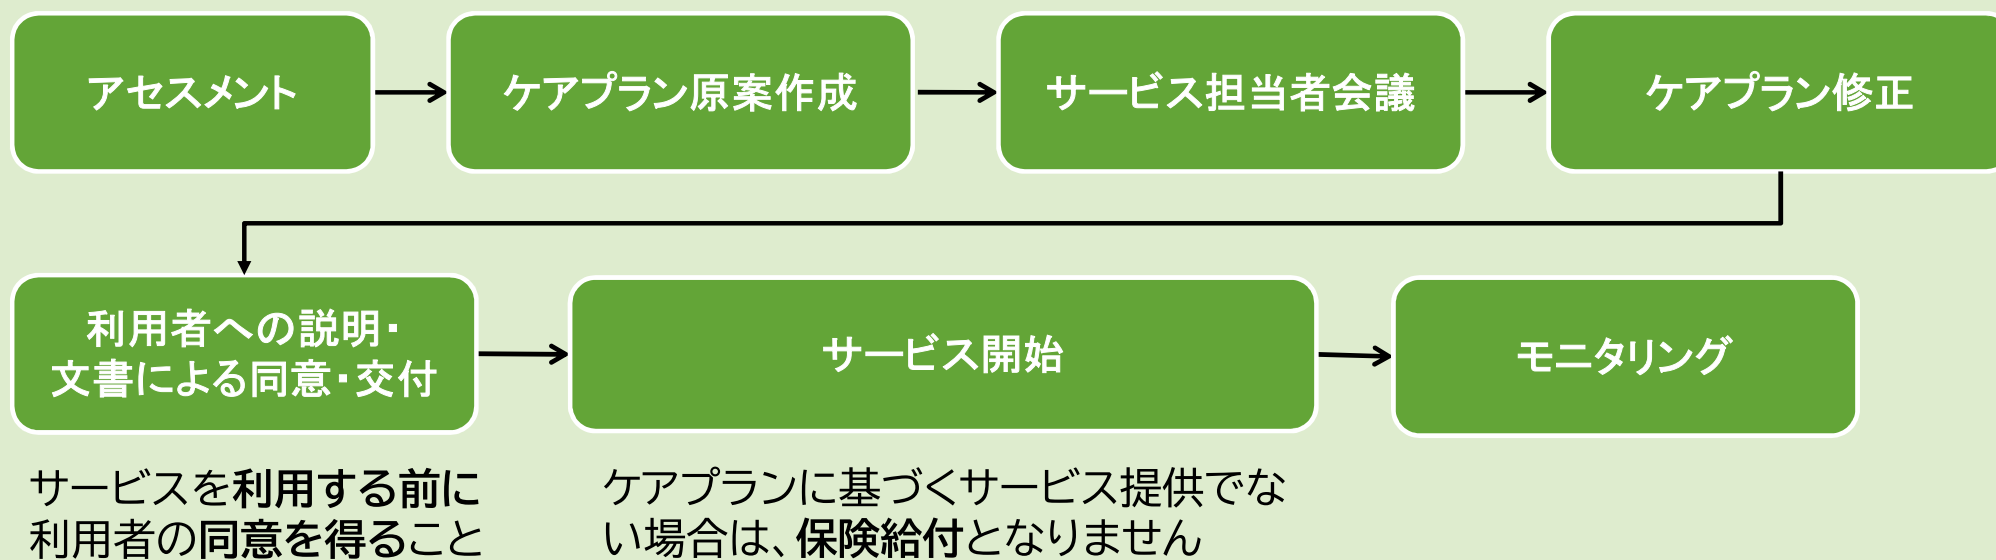 アセスメント
ケアプラン原案作成
サービス担当者会議
ケアプラン修正
利用者への説明・
文書による同意・交付
サービス開始
モニタリング
サービスを利用する前に
利用者の同意を得ること
ケアプランに基づくサービス提供でな
い場合は、保険給付となりません